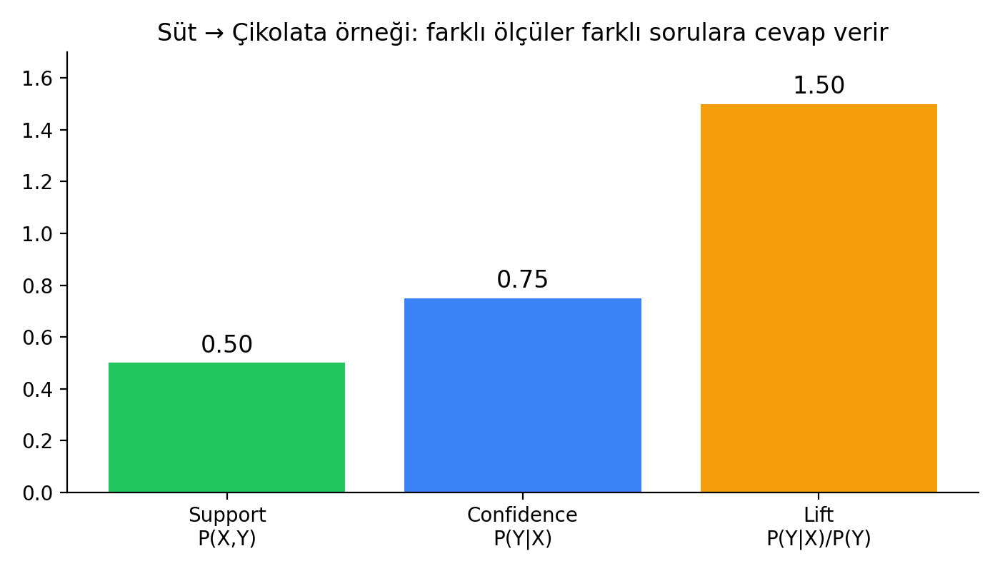 Süt → Çikolata örneği: farklı ölçüler farklı sorulara cevap verir
1.6
1.4
1.2
1.0
0.8
0.6
0.4
0.2
0.0
0.50
0.75
1.50
Support
P(X,Y)
Confidence
P(Y|X)
Lift
P(Y|X)/P(Y)